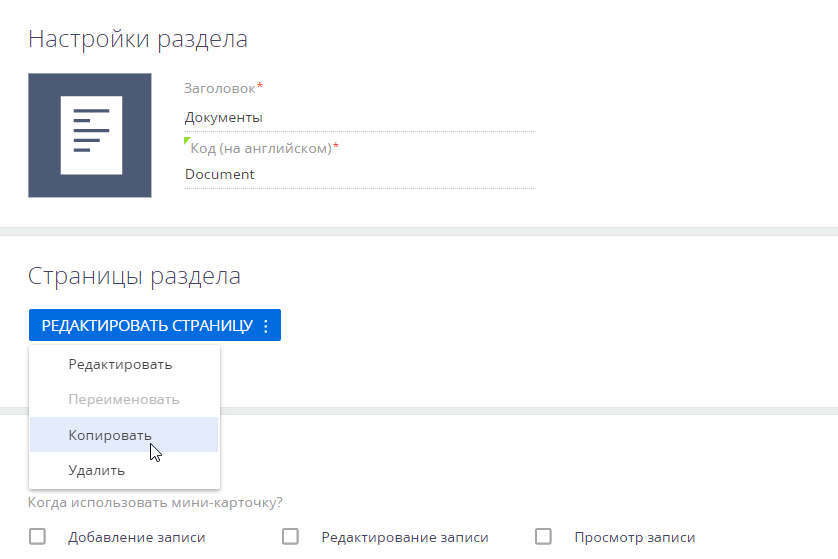 Настройки раздела
Заголовок*
Документы
Код (на английском)*
Document
Страницы раздела
РЕДАКТИРОВАТЬ СТРАНИЦУ
Редактировать
Переименовать
Копировать
Удалить
Когда использовать мини-карточку?
Добавление записи Редактирование записи Просмотр записи